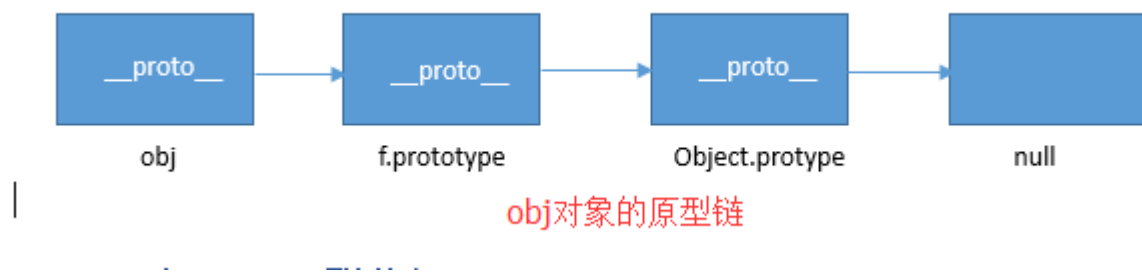 __proto__ __proto__ __proto__
obj f.prototype Object.protype null
obj对象的原型链